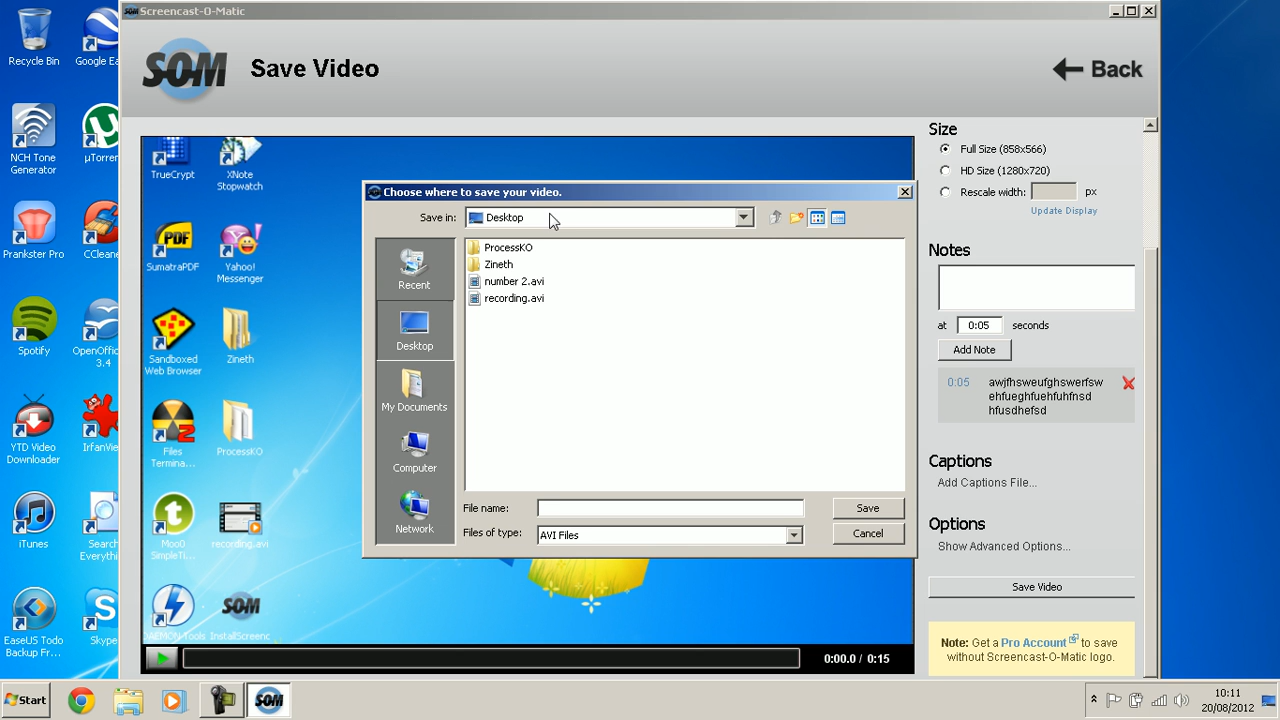 Screencast-O-Matic
SOM
Save Video
Back
Recycle Bin
Google Ea
NCH Tone
Generator
µTorren
Prankster Pro
CCleane
Spotify
OpenOffic
3.4
YTD Video
Downloader
IrfanVie
iTunes
Search
Everythi
EaseUS Todo
Backup Fr...
Skype
TrueCrypt
XNote
Stopwatch
PDF
SumatraPDF
Yahoo!
Messenger
Sandboxed
Web Browser
Zineth
2
Files
Termina...
ProcessKO
MooO
SimpleTi...
recording.avi
DAEMON Tools
SOM
InstallScreenc
Choose where to save your video.
Save in:
Desktop
Recent
Desktop
My Documents
Computer
Network
ProcessKO
Zineth
number 2.avi
recording.avi
File name:
Save
Files of type:
AVI Files
Cancel
0:00.0 / 0:15
Size
Full Size (858x566)
HD Size (1280x720)
Rescale width:
px
Update Display
Notes
at
0:05
seconds
Add Note
0:05
awjfhsweufghswerfsw
ehfueghfuehfuhfnsd
hfusdhefsd
Captions
Add Captions File...
Options
Show Advanced Options...
Save Video
Note: Get a Pro Account to save
without Screencast-O-Matic logo.
Start
SOM
10:11
20/08/2012